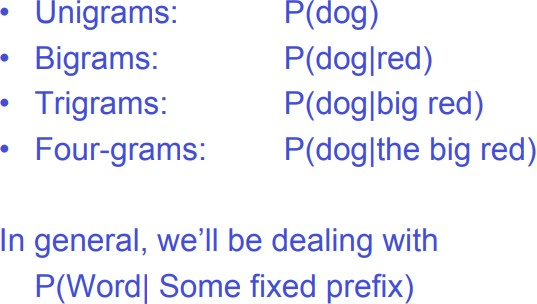 • Unigrams: P(dog)
• Bigrams: P(dog|red)
• Trigrams: P(dog|big red)
• Four-grams: P(dog|the big red)
In general, we’ll be dealing with
P(Word| Some fixed prefix)